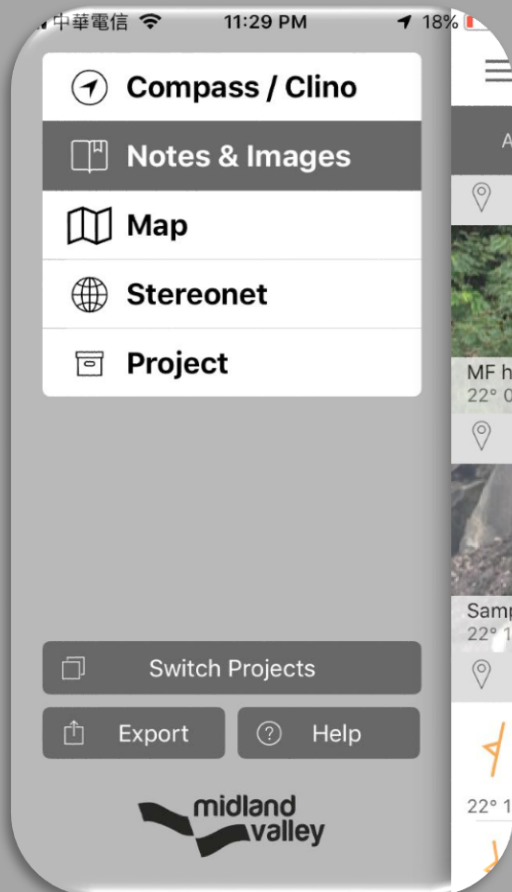 中華電信 11:29 PM 18%
Compass / Clino
Notes & Images
Map
Stereonet
Project
Switch Projects
Export Help
midland
valley
A
MF h
22° 0
Samp
22° 1
22° 1